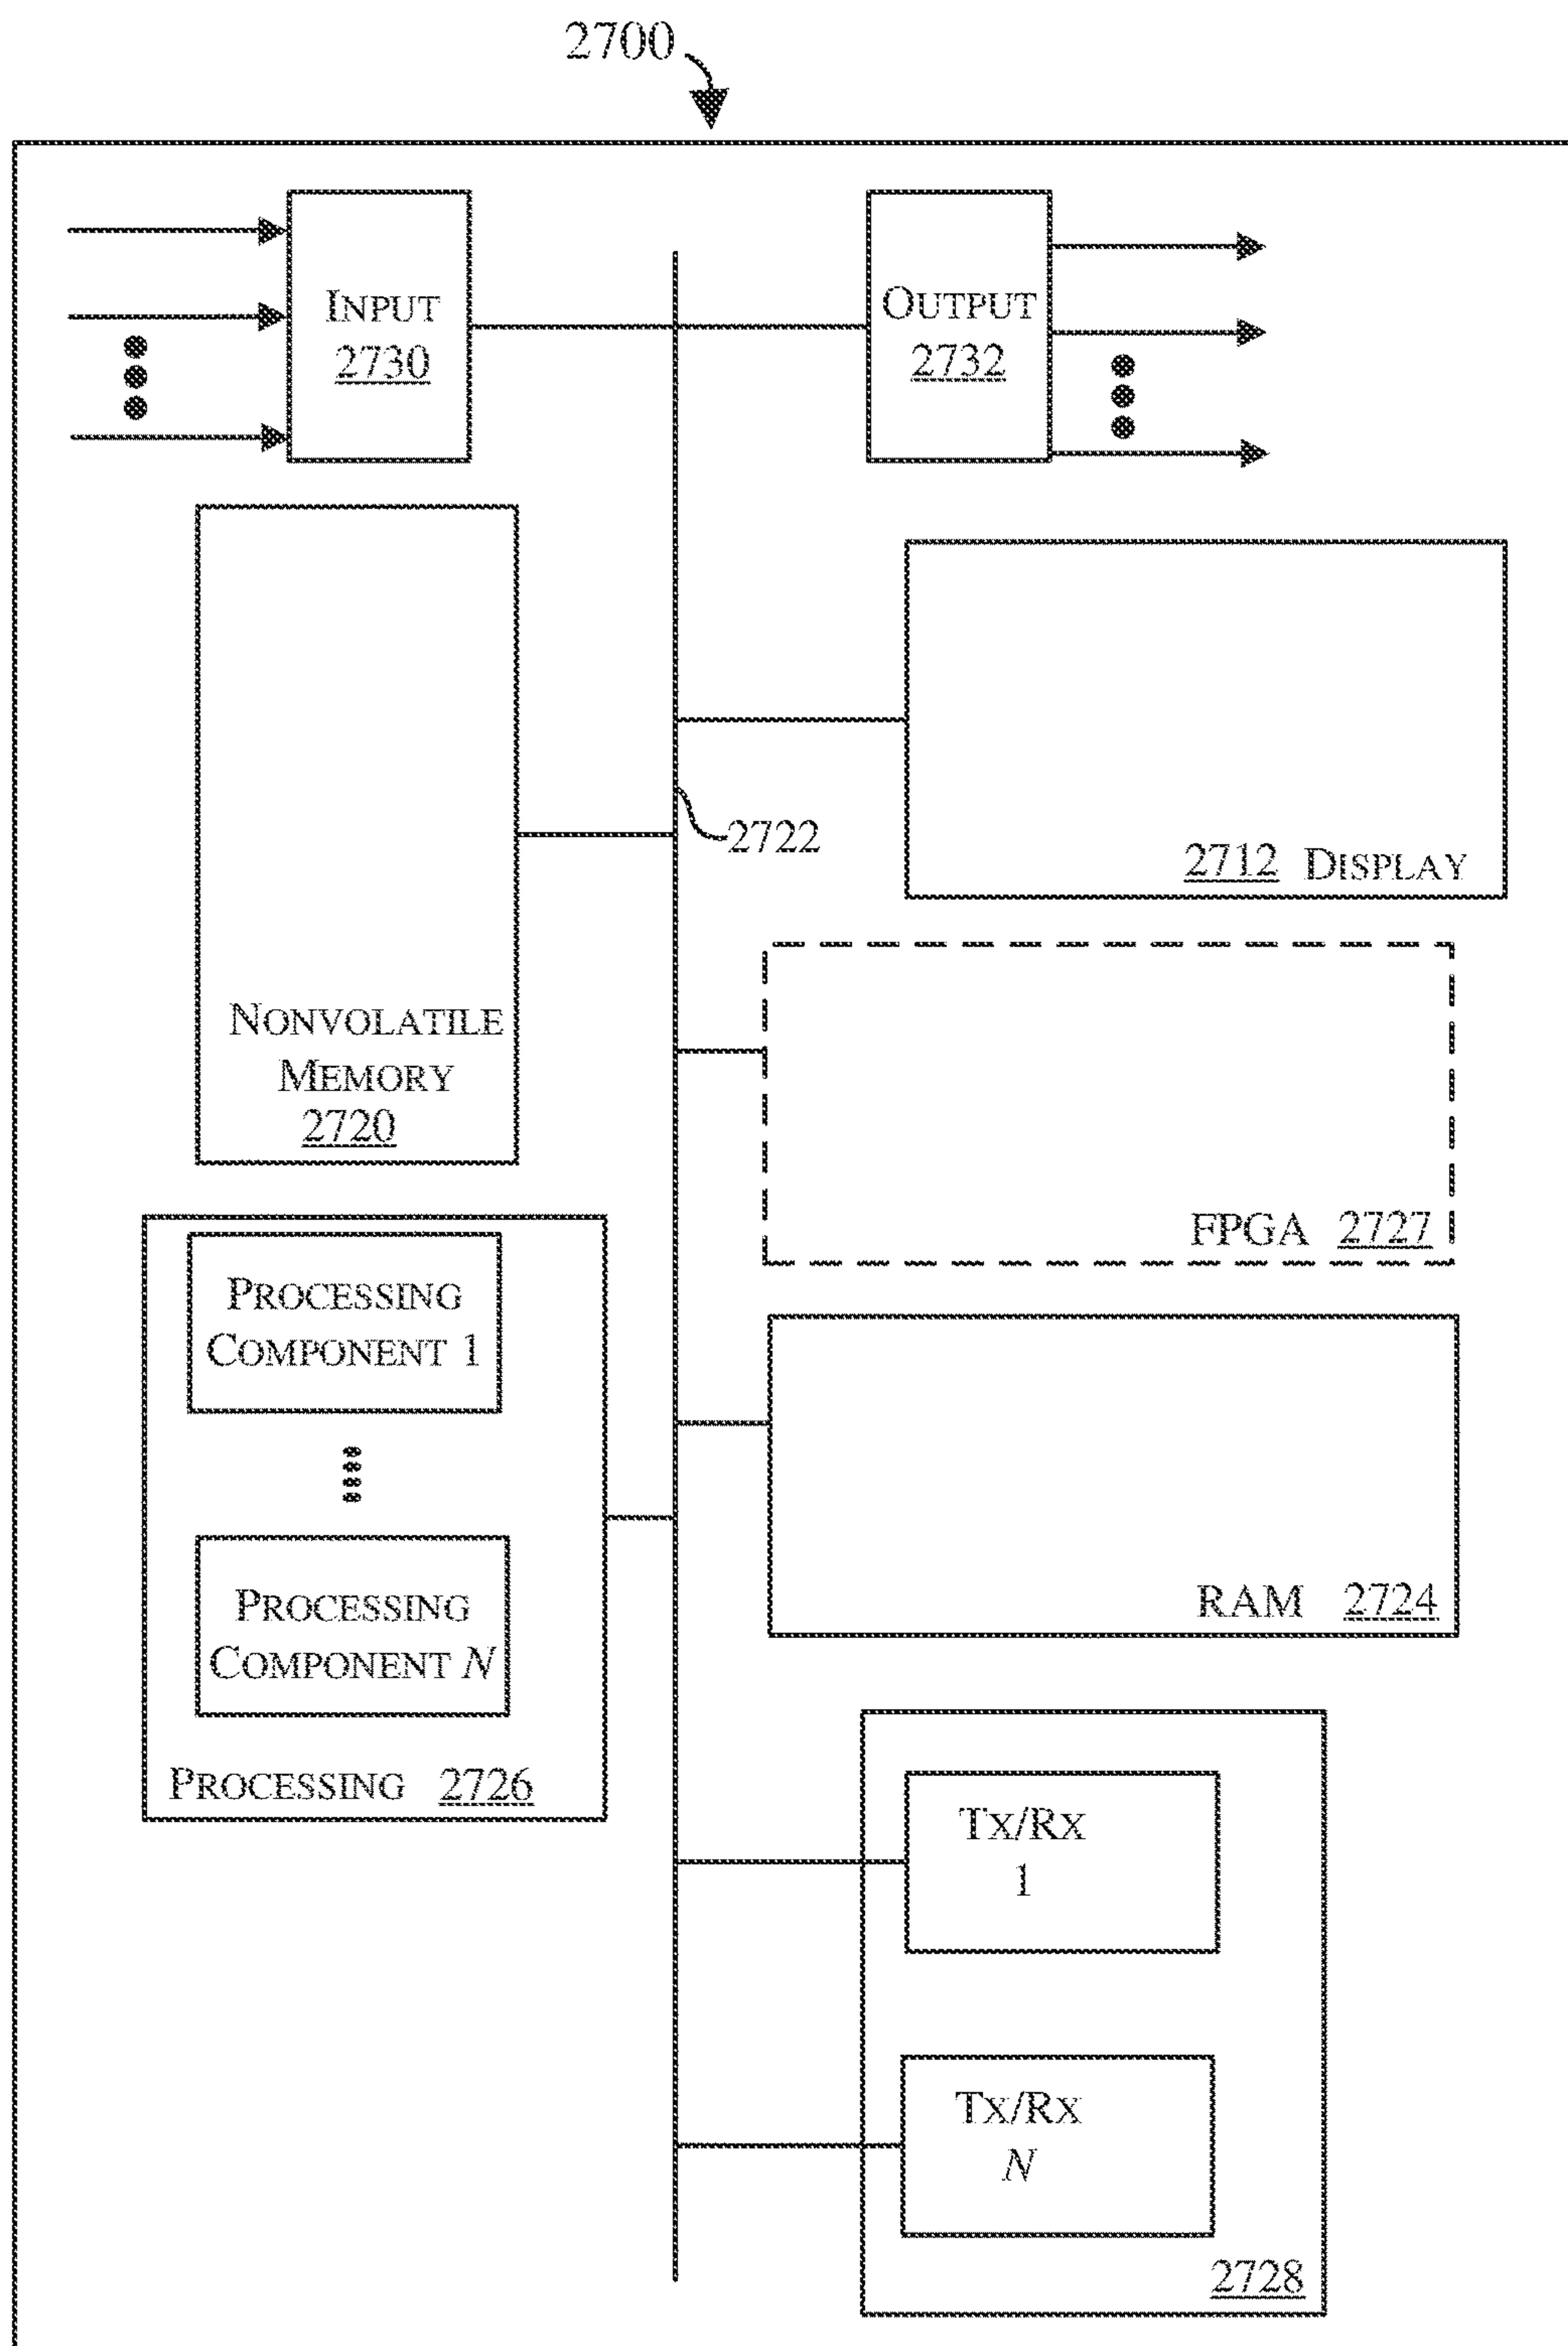 2700
INPUT
2730
OUTPUT
2732
2722
2712 DISPLAY
NONVOLATILE
MEMORY
2720
FPGA 2727
PROCESSING
COMPONENT 1
PROCESSING
COMPONENT N
PROCESSING 2726
RAM 2724
TX/RX
1
TX/RX
N
2728